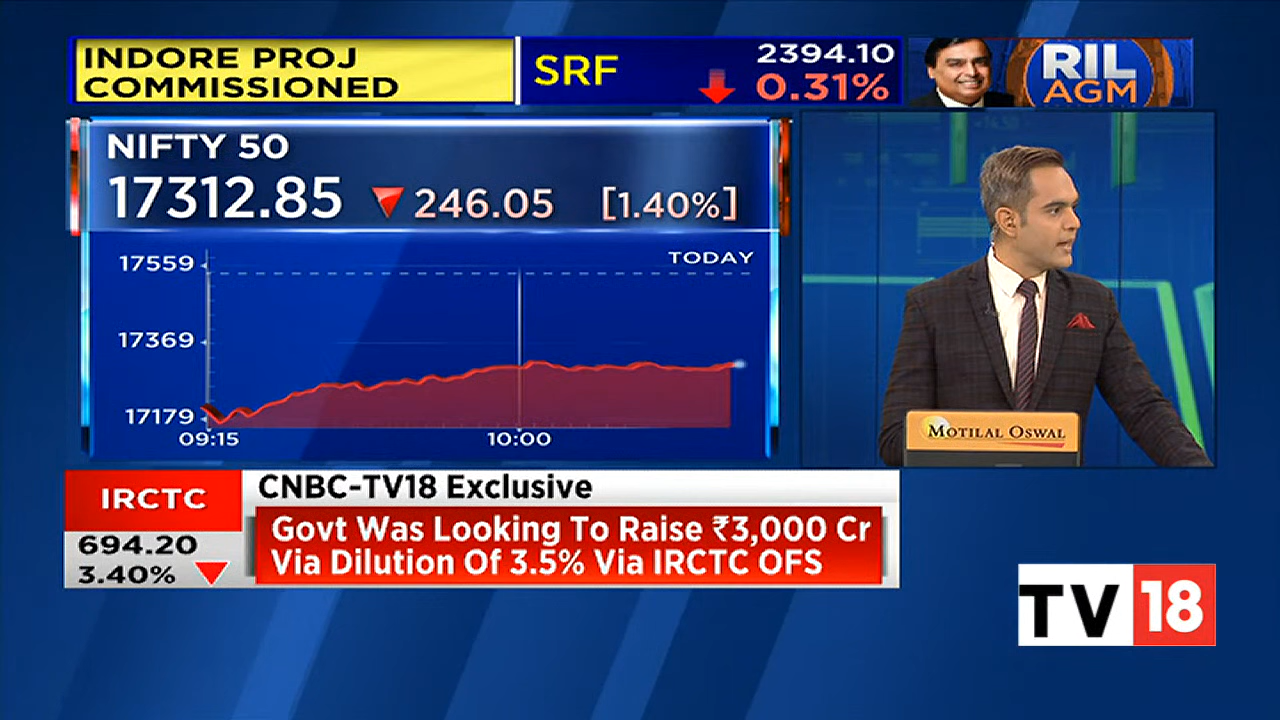 INDORE PROJ
COMMISSIONED
SRF
2394.10
0.31%
RIL
AGM
NIFTY 50
17312.85 246.05 [1.40%]
TODAY
17559
17369
17179
09:15 10:00
MOTILAL OSWAL
IRCTC
694.20
3.40%
CNBC-TV18 Exclusive
Govt Was Looking To Raise ₹3,000 Cr
Via Dilution Of 3.5% Via IRCTC OFS
TV18